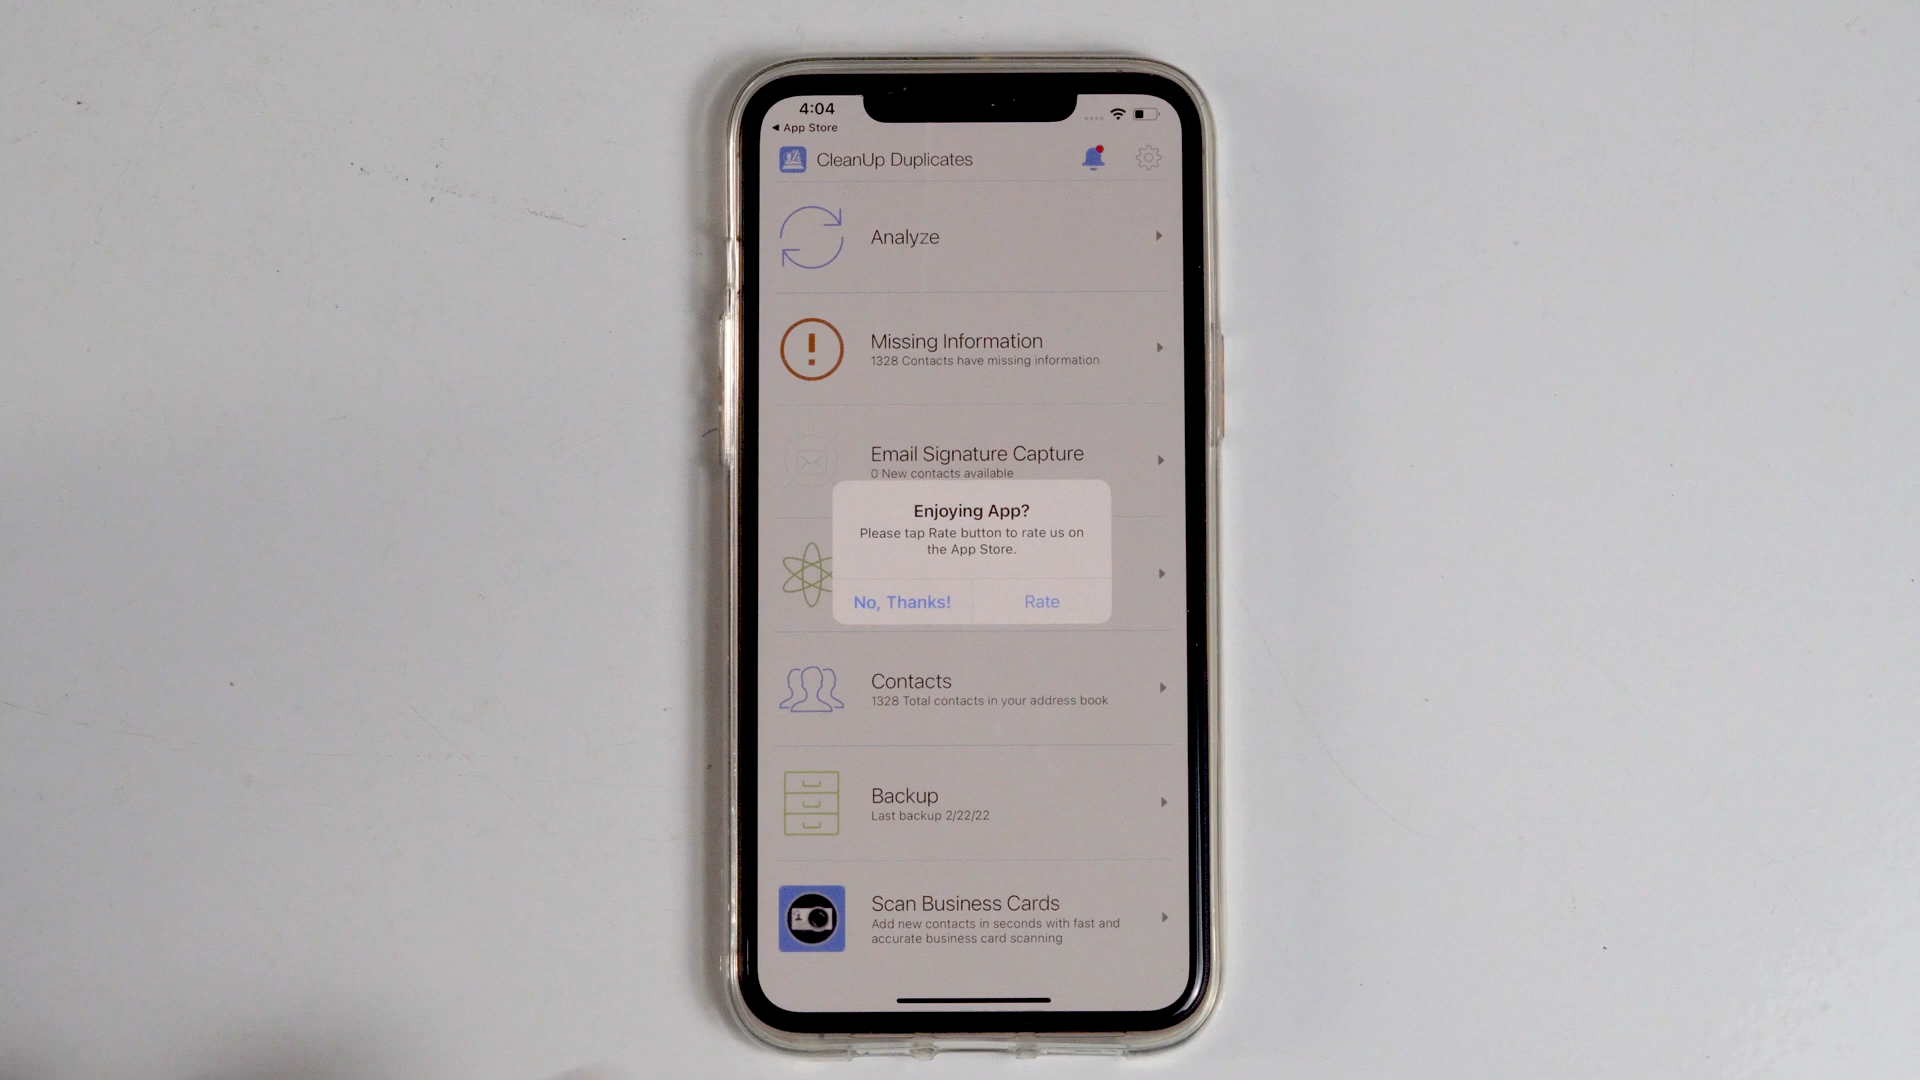 4:04
◀ App Store
CleanUp Duplicates
Analyze
Missing Information
1328 Contacts have missing information
Email Signature Capture
0 New contacts available
Enjoying App?
Please tap Rate button to rate us on
the App Store.
No, Thanks!
Rate
Contacts
1328 Total contacts in your address book
Backup
Last backup 2/22/22
Scan Business Cards
Add new contacts in seconds with fast and
accurate business card scanning